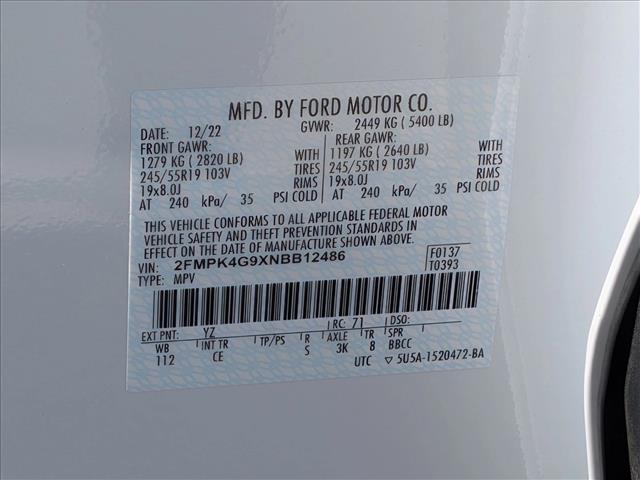 MFD. BY FORD MOTOR CO.
DATE: 12/22 GVWR: 2449 KG ( 5400 LB)
FRONT GAWR: REAR GAWR:
1279 KG ( 2820 LB) WITH 1197 KG ( 2640 LB) WITH
245/55R19 103V TIRES 245/55R19 103V TIRES
19x8.0J RIMS 19x8.0J RIMS
AT 240 kPa/ 35 PSI COLD AT 240 kPa/ 35 PSI COLD
THIS VEHICLE CONFORMS TO ALL APPLICABLE FEDERAL MOTOR
VEHICLE SAFETY AND THEFT PREVENTION STANDARDS IN
EFFECT ON THE DATE OF MANUFACTURE SHOWN ABOVE.
VIN: 2FMPK4G9XNBB12486 F0137
TYPE: MPV T0393
EXT PNT: YZ RC: 71 DSO:
WB INT TR TP/PS R AXLE TR SPR
112 CE S 3K 8 BBCC
UTC ▽ 5U5A-1520472-BA